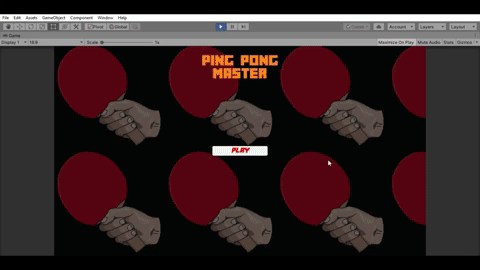 File Edit Assets GameObject Component Window Help
Pivot Global Account Layers Layout
Game
Display 1 16:9 Scale 1x Maximize On Play Mute Audio Stats Gizmos
PING PONG
MASTER
PLAY